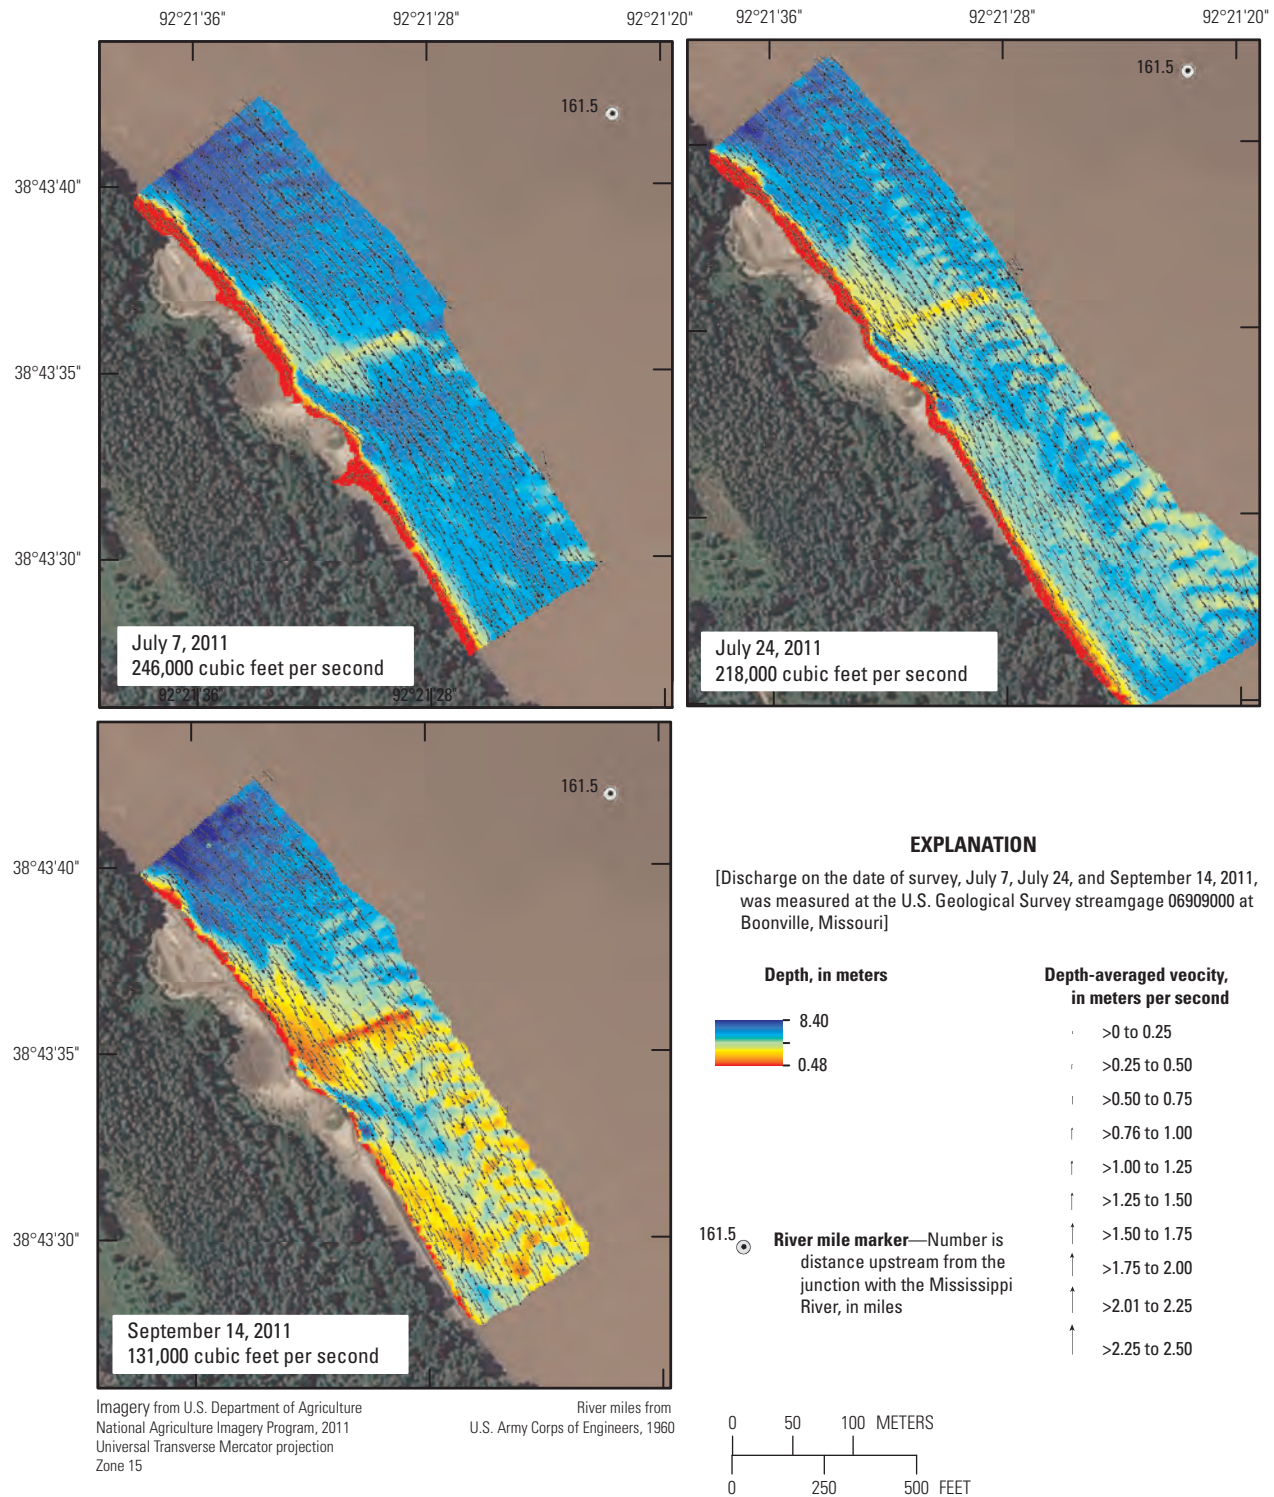 92°21'36" 92°21'28" 92°21'20" 92°21'36" 92°21'28" 92°21'20"
161.5
161.5
38°43'40"
38°43'35"
38°43'30"
July 7, 2011
246,000 cubic feet per second
July 24, 2011
218,000 cubic feet per second
92°21'36" 92°21'28"
161.5
38°43'40"
38°43'35"
38°43'30"
September 14, 2011
131,000 cubic feet per second
Imagery from U.S. Department of Agriculture
National Agriculture Imagery Program, 2011
Universal Transverse Mercator projection
Zone 15
River miles from
U.S. Army Corps of Engineers, 1960
EXPLANATION
[Discharge on the date of survey, July 7, July 24, and September 14, 2011,
was measured at the U.S. Geological Survey streamgage 06909000 at
Boonville, Missouri]
Depth, in meters
8.40
0.48
Depth-averaged veocity,
in meters per second
>0 to 0.25
>0.25 to 0.50
>0.50 to 0.75
>0.76 to 1.00
>1.00 to 1.25
>1.25 to 1.50
>1.50 to 1.75
>1.75 to 2.00
>2.01 to 2.25
>2.25 to 2.50
161.5 River mile marker—Number is
distance upstream from the
junction with the Mississippi
River, in miles
0 50 100 METERS
0 250 500 FEET